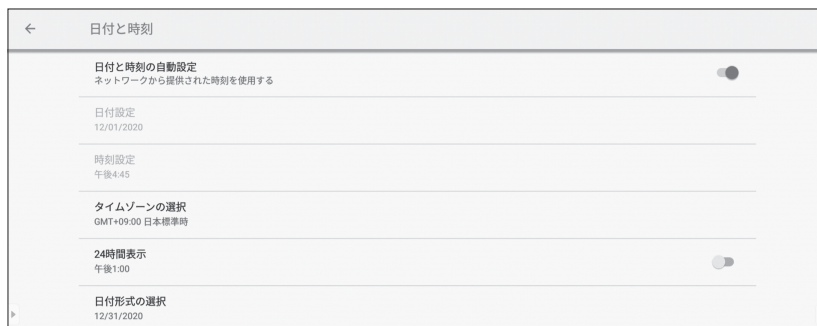 日付と時刻
日付と時刻の自動設定
ネットワークから提供された時刻を使用する
日付設定
12/01/2020
時刻設定
午後4:45
タイムゾーンの選択
GMT+09:00 日本標準時
24時間表示
午後1:00
日付形式の選択
12/31/2020